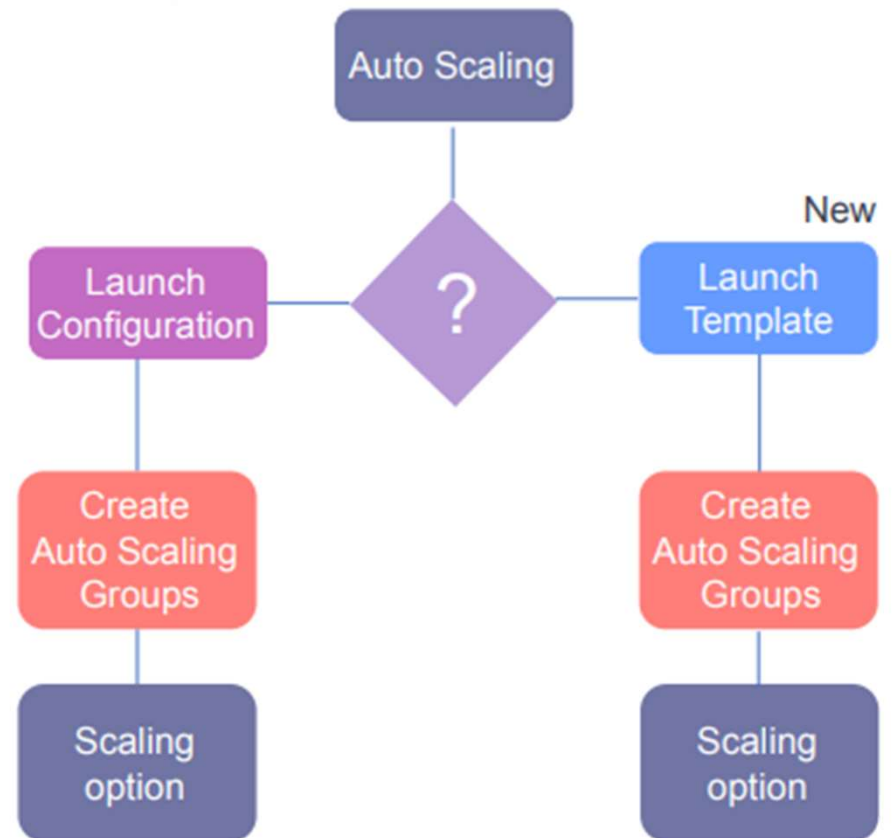 Auto Scaling
New
Launch
Configuration
?
Launch
Template
Create
Auto Scaling
Groups
Create
Auto Scaling
Groups
Scaling
option
Scaling
option